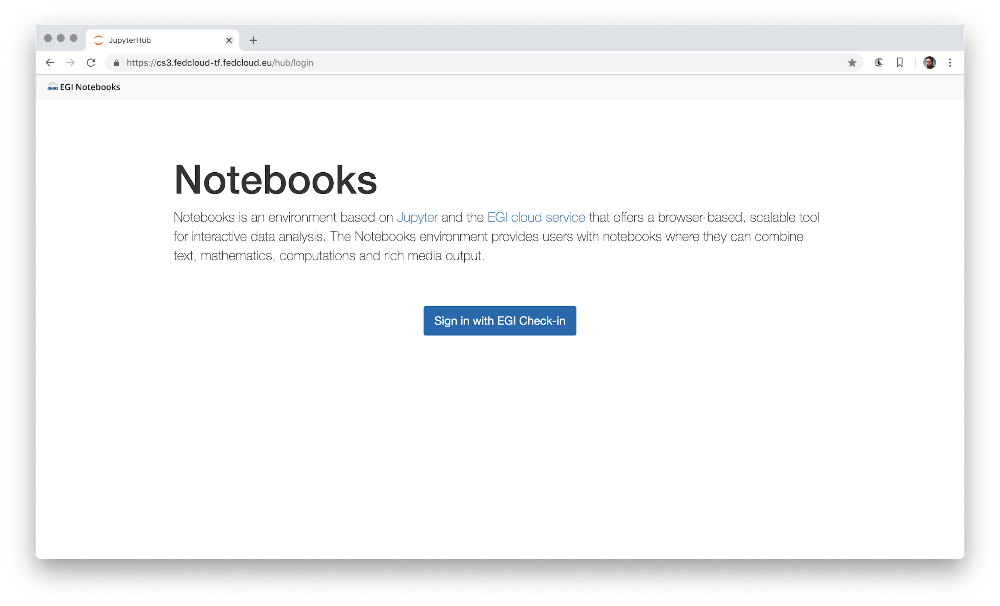 JupyterHub
https://cs3.fedcloud-tf.fedcloud.eu/hub/login
egi EGI Notebooks
Notebooks
Notebooks is an environment based on Jupyter and the EGI cloud service that offers a browser-based, scalable tool
for interactive data analysis. The Notebooks environment provides users with notebooks where they can combine
text, mathematics, computations and rich media output.
Sign in with EGI Check-in